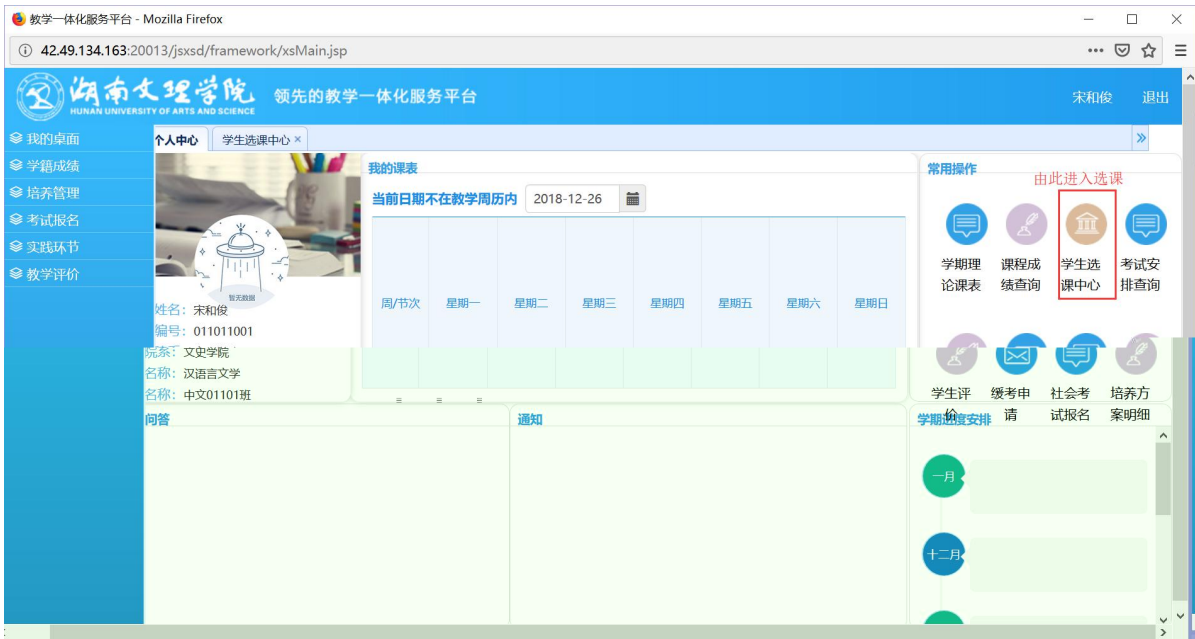 教学一体化服务平台 - Mozilla Firefox
42.49.134.163:20013/jsxsd/framework/xsMain.jsp
湖南文理学院
HUNAN UNIVERSITY OF ARTS AND SCIENCE
领先的教学一体化服务平台
宋和俊 退出
我的桌面
学籍成绩
培养管理
考试报名
实践环节
教学评价
个人中心 学生选课中心 ×
暂无数据
姓名：宋和俊
编号：011011001
院系：文史学院
名称：汉语言文学
名称：中文01101班
我的课表
当前日期不在教学周历内 2018-12-26
周/节次 星期一 星期二 星期三 星期四 星期五 星期六 星期日
常用操作
由此进入选课
学期理
论课表
课程成
绩查询
学生选
课中心
考试安
排查询
学生评
价
缓考申
请
社会考
试报名
培养方
案明细
问答
通知
学期进度安排
一月
十二月